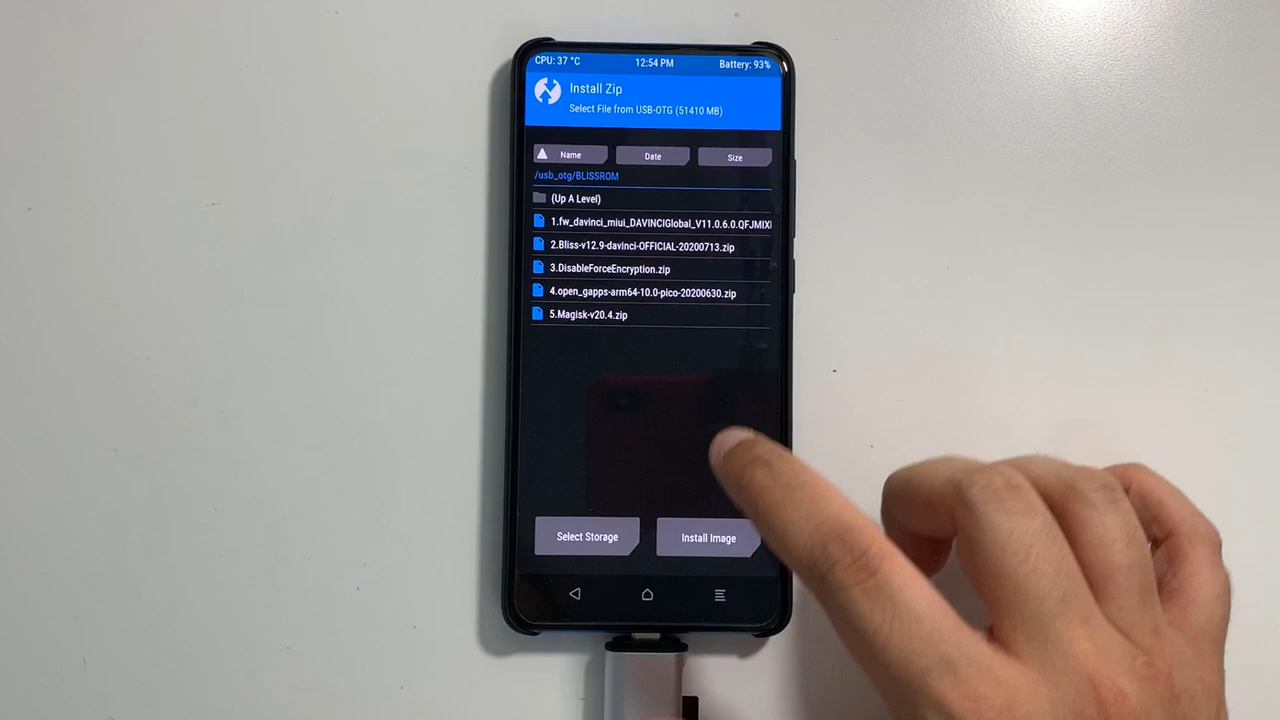 CPU: 37 °C 12:54 PM Battery: 93%
Install Zip
Select File from USB-OTG (51410 MB)
Name Date Size
/usb_otg/BLISSROM
(Up A Level)
1.fw_davinci_miui_DAVINCIGlobal_V11.0.6.0.QFJMIXI
2.Bliss-v12.9-davinci-OFFICIAL-20200713.zip
3.DisableForceEncryption.zip
4.open_gapps-arm64-10.0-pico-20200630.zip
5.Magisk-v20.4.zip
Select Storage Install Image